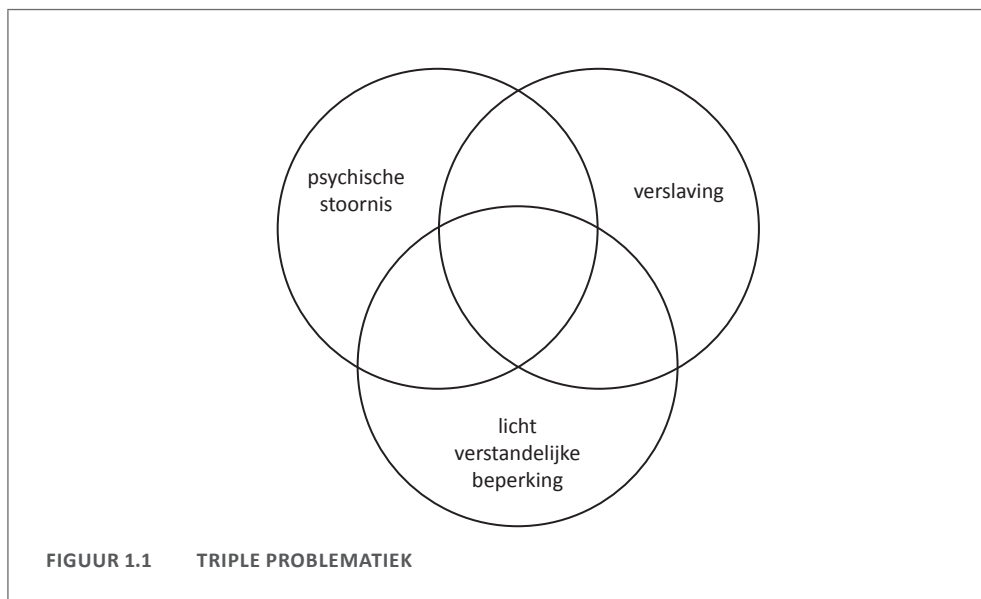 psychische
stoornis
verslaving
licht
verstandelijke
beperking
FIGUUR 1.1 TRIPLE PROBLEMATIEK